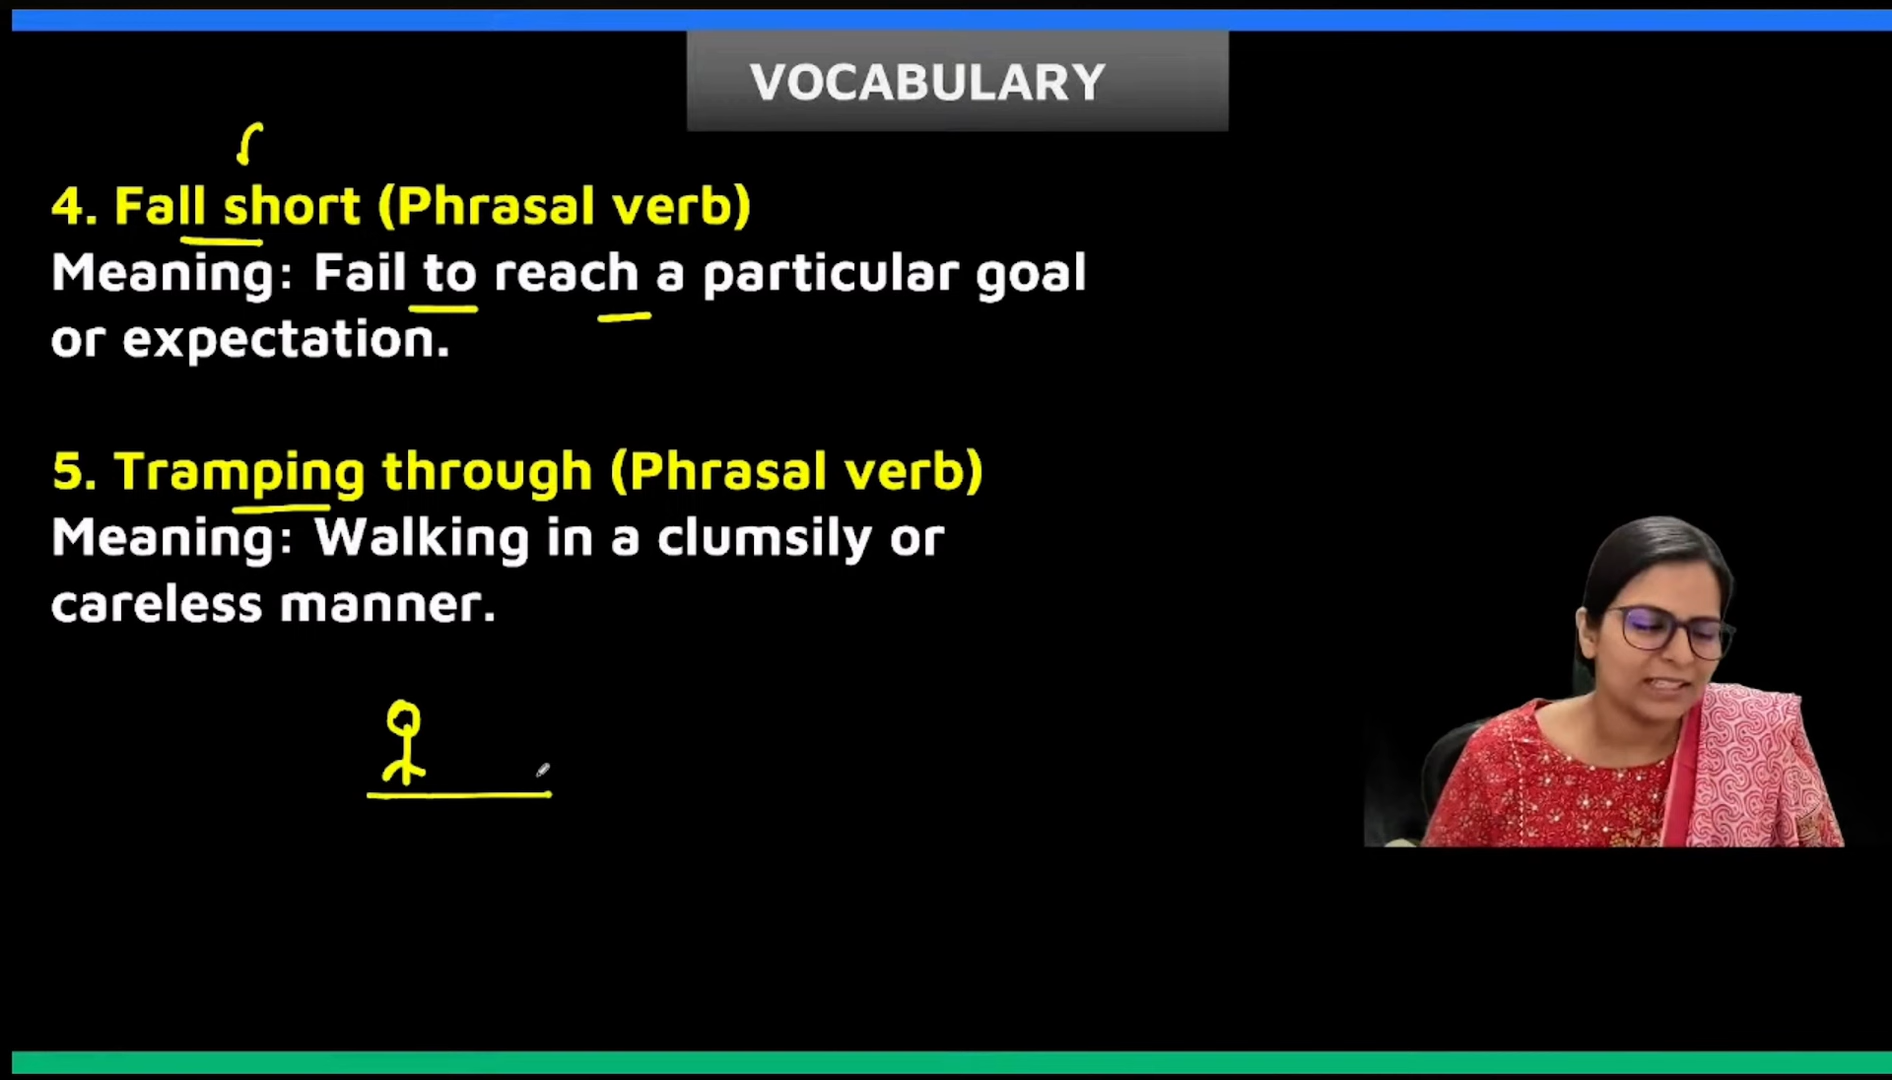 VOCABULARY
4. Fall short (Phrasal verb)
Meaning: Fail to reach a particular goal
or expectation.
5. Tramping through (Phrasal verb)
Meaning: Walking in a clumsily or
careless manner.